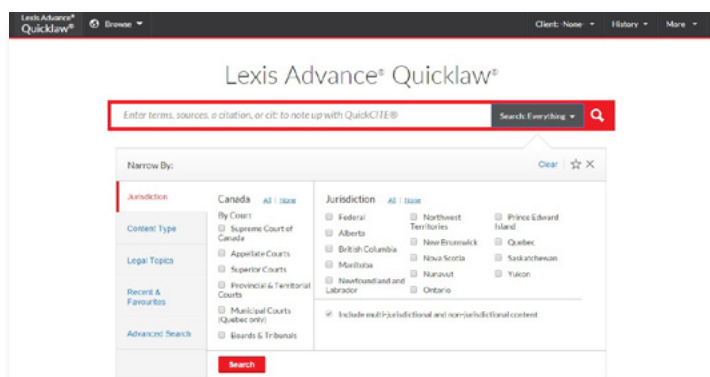 Lexis Advance®
Quicklaw®
Browse
Client: -None-
History
More
Lexis Advance® Quicklaw®
Enter terms, sources, a citation, or cit: to note up with QuickCITE®
Search: Everything
Narrow By:
Clear
Jurisdiction
Content Type
Legal Topics
Recent &
Favourites
Advanced Search
Canada All | None
By Court
Supreme Court of
Canada
Appellate Courts
Superior Courts
Provincial & Territorial
Courts
Municipal Courts
(Quebec only)
Boards & Tribunals
Jurisdiction All | None
Federal
Alberta
British Columbia
Manitoba
Newfoundland and
Labrador
Northwest
Territories
New Brunswick
Nova Scotia
Nunavut
Ontario
Prince Edward
Island
Quebec
Saskatchewan
Yukon
Include multi-jurisdictional and non-jurisdictional content
Search